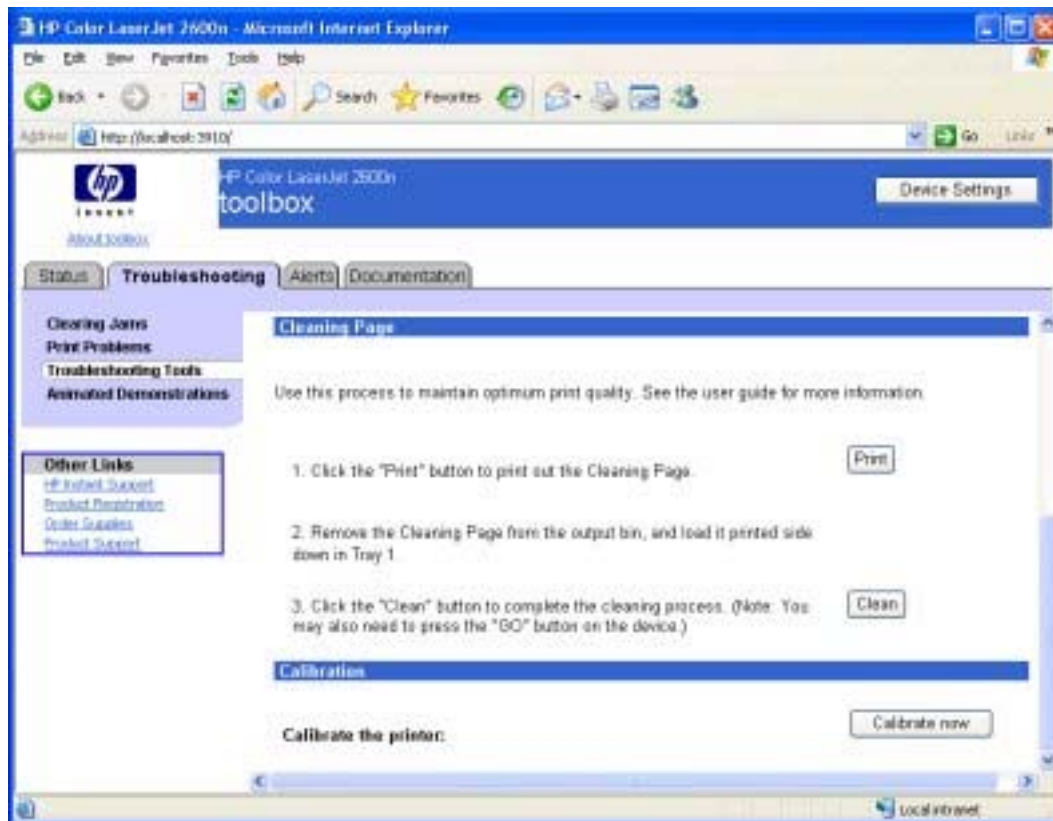 HP Color LaserJet 2600n - Microsoft Internet Explorer
File Edit View Favorites Tools Help
Back Search Favorites
Address http://localhost:3910/ Go Links
hp
invent
HP Color LaserJet 2600n
toolbox
Device Settings
About toolbox
Status Troubleshooting Alerts Documentation
Clearing Jams
Print Problems
Troubleshooting Tools
Animated Demonstrations
Other Links
HP Instant Support
Product Registration
Order Supplies
Product Support
Cleaning Page
Use this process to maintain optimum print quality. See the user guide for more information.
1. Click the "Print" button to print out the Cleaning Page.
Print
2. Remove the Cleaning Page from the output bin, and load it printed side
down in Tray 1.
3. Click the "Clean" button to complete the cleaning process. (Note: You
may also need to press the "GO" button on the device.)
Clean
Calibration
Calibrate the printer:
Calibrate now
Local intranet